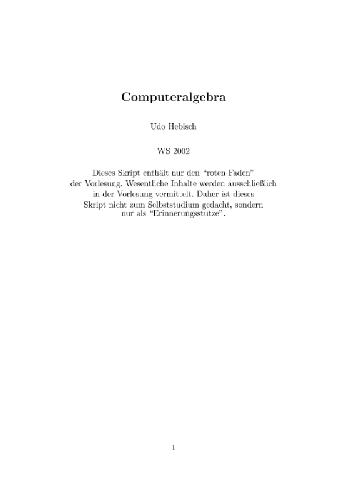 Computeralgebra
Udo Hebisch
WS 2002
Dieses Skript enthält nur den "roten Faden"
der Vorlesung. Wesentliche Inhalte werden ausschließlich
in der Vorlesung vermittelt. Daher ist dieses
Skript nicht zum Selbststudium gedacht, sondern
nur als "Erinnerungsstütze".
1